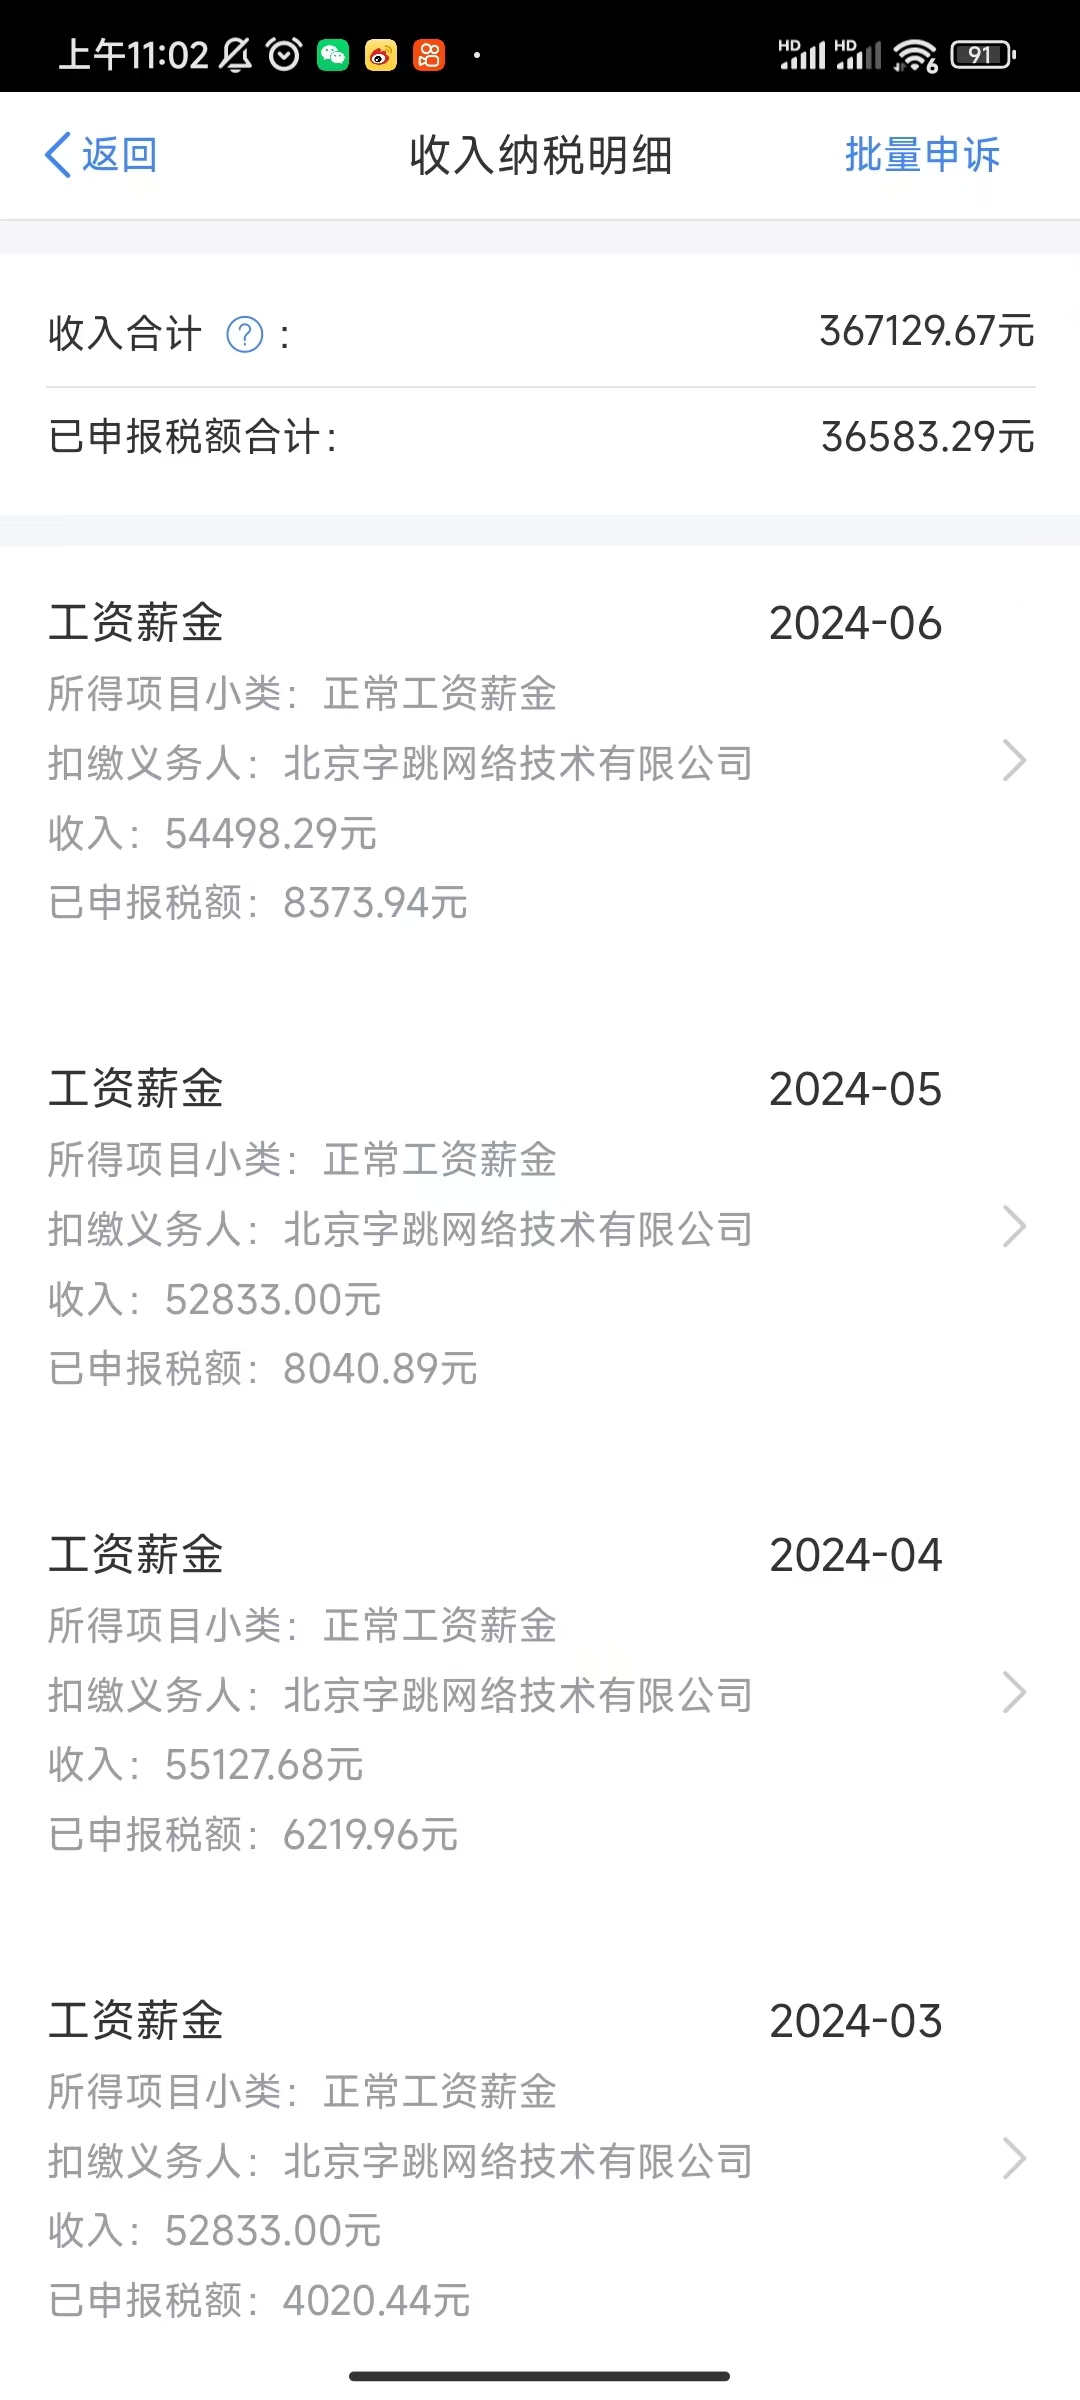 上午11:02
HD HD 6 91
返回 收入纳税明细 批量申诉
收入合计 ? : 367129.67元
已申报税额合计: 36583.29元
工资薪金 2024-06
所得项目小类: 正常工资薪金
扣缴义务人: 北京字跳网络技术有限公司
收入: 54498.29元
已申报税额: 8373.94元
工资薪金 2024-05
所得项目小类: 正常工资薪金
扣缴义务人: 北京字跳网络技术有限公司
收入: 52833.00元
已申报税额: 8040.89元
工资薪金 2024-04
所得项目小类: 正常工资薪金
扣缴义务人: 北京字跳网络技术有限公司
收入: 55127.68元
已申报税额: 6219.96元
工资薪金 2024-03
所得项目小类: 正常工资薪金
扣缴义务人: 北京字跳网络技术有限公司
收入: 52833.00元
已申报税额: 4020.44元